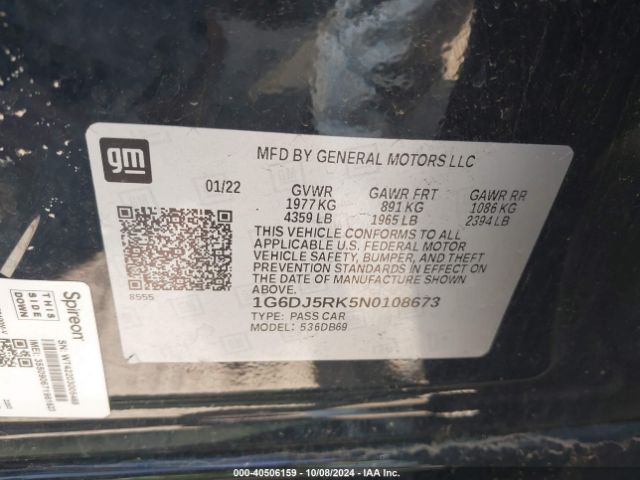 gm
MFD BY GENERAL MOTORS LLC
01/22 GVWR GAWR FRT GAWR RR
1977 KG 891 KG 1086 KG
4359 LB 1965 LB 2394 LB
THIS VEHICLE CONFORMS TO ALL
APPLICABLE U.S. FEDERAL MOTOR
VEHICLE SAFETY, BUMPER, AND THEFT
PREVENTION STANDARDS IN EFFECT ON
THE DATE OF MANUFACTURE SHOWN
ABOVE.
8555
1G6DJ5RK5N0108673
TYPE: PASS CAR
MODEL: 536DB69
THIS
SIDE
DOWN
Spireon
000-40506159 - 10/08/2024 - IAA Inc.